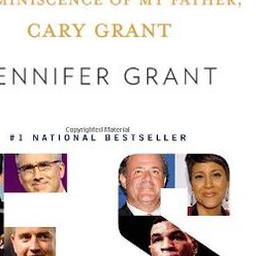 MINISCENCE OF MY FATHER,
CARY GRANT
ENNIFER GRANT
Copyrighted Material
#1 NATIONAL BESTSELLER